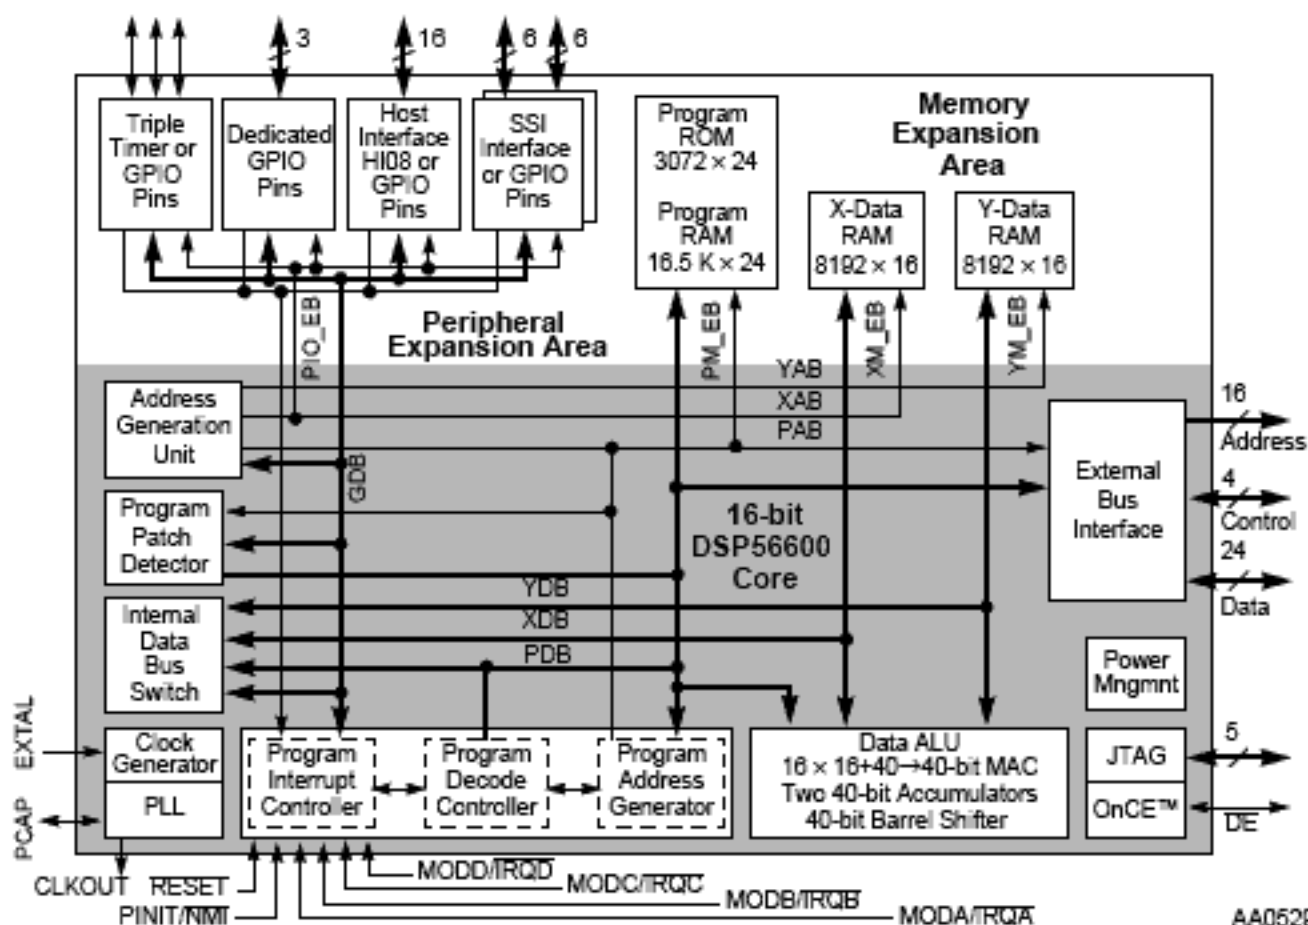 3
16
6
6
Triple
Timer or
GPIO
Pins
Dedicated
GPIO
Pins
Host
Interface
HI08 or
GPIO
Pins
SSI
Interface
or GPIO
Pins
Program
ROM
3072 × 24
Program
RAM
16.5 K × 24
Memory
Expansion
Area
X-Data
RAM
8192 × 16
Y-Data
RAM
8192 × 16
Peripheral
Expansion Area
PIO_EB
PM_EB
XM_EB
YM_EB
YAB
XAB
PAB
Address
Generation
Unit
GDB
Program
Patch
Detector
16-bit
DSP56600
Core
External
Bus
Interface
16
Address
4
Control
24
Data
YDB
XDB
PDB
Internal
Data
Bus
Switch
Power
Mngmnt
EXTAL
Clock
Generator
PLL
PCAP
Program
Interrupt
Controller
Program
Decode
Controller
Program
Address
Generator
Data ALU
16 × 16+40→40-bit MAC
Two 40-bit Accumulators
40-bit Barrel Shifter
JTAG
OnCE™
5
DE
CLKOUT
RESET
PINIT/NMI
MODD/IRQD
MODC/IRQC
MODB/IRQB
MODA/IRQA